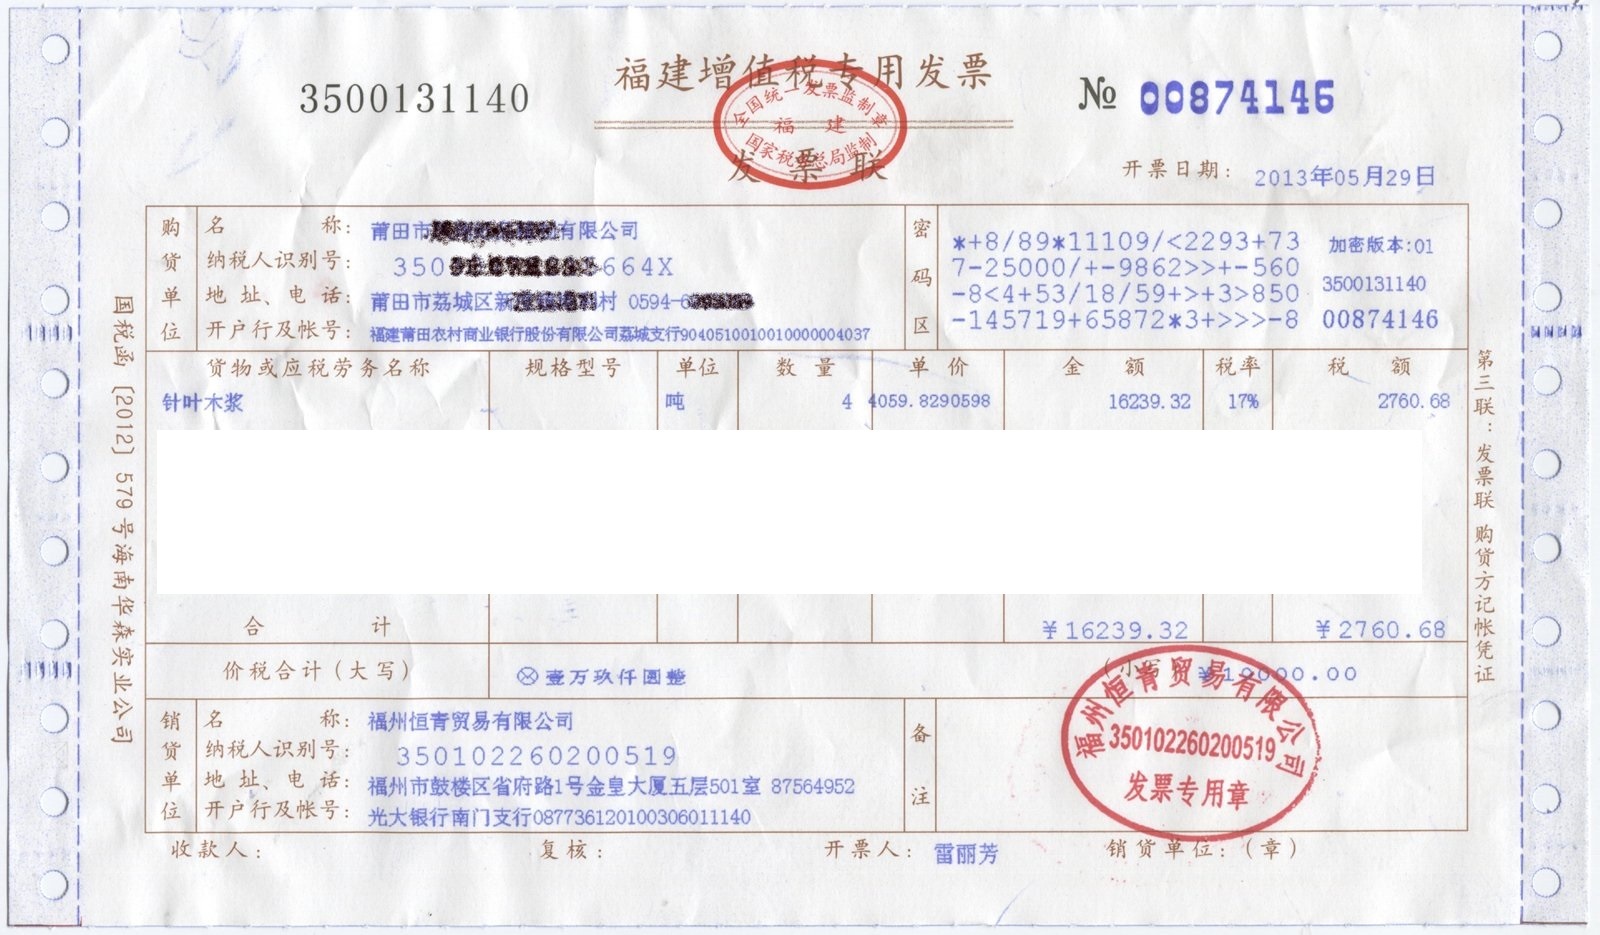 福建增值税专用发票
3500131140
№ 00874146
全国统一发票监制章
福 建
国家税务总局监制
发票联
开票日期: 2013年05月29日
购货单位
名 称: 莆田市 有限公司
纳税人识别号: 350 664X
地 址、电 话: 莆田市荔城区新 村 0594-6
开户行及帐号: 福建莆田农村商业银行股份有限公司荔城支行9040510010010000004037
密码区
*+8/89*11109/<2293+73 加密版本:01
7-25000/+-9862>>+-560
-8<4+53/18/59+>+3>850 3500131140
-145719+65872*3+>>>-8 00874146
货物或应税劳务名称 规格型号 单位 数 量 单 价 金 额 税率 税 额
针叶木浆 吨 4 4059.8290598 16239.32 17% 2760.68
合 计 ¥16239.32 ¥2760.68
价税合计(大写) ⊗壹万玖仟圆整 (小写)¥19000.00
销货单位
名 称: 福州恒青贸易有限公司
纳税人识别号: 350102260200519
地 址、电 话: 福州市鼓楼区省府路1号金皇大厦五层501室 87564952
开户行及帐号: 光大银行南门支行087736120100306011140
备注
福州恒青贸易有限公司
350102260200519
发票专用章
收款人: 复核: 开票人: 雷丽芳 销货单位:(章)
国税函〔2012〕579号海南华森实业公司
第三联:发票联 购货方记帐凭证